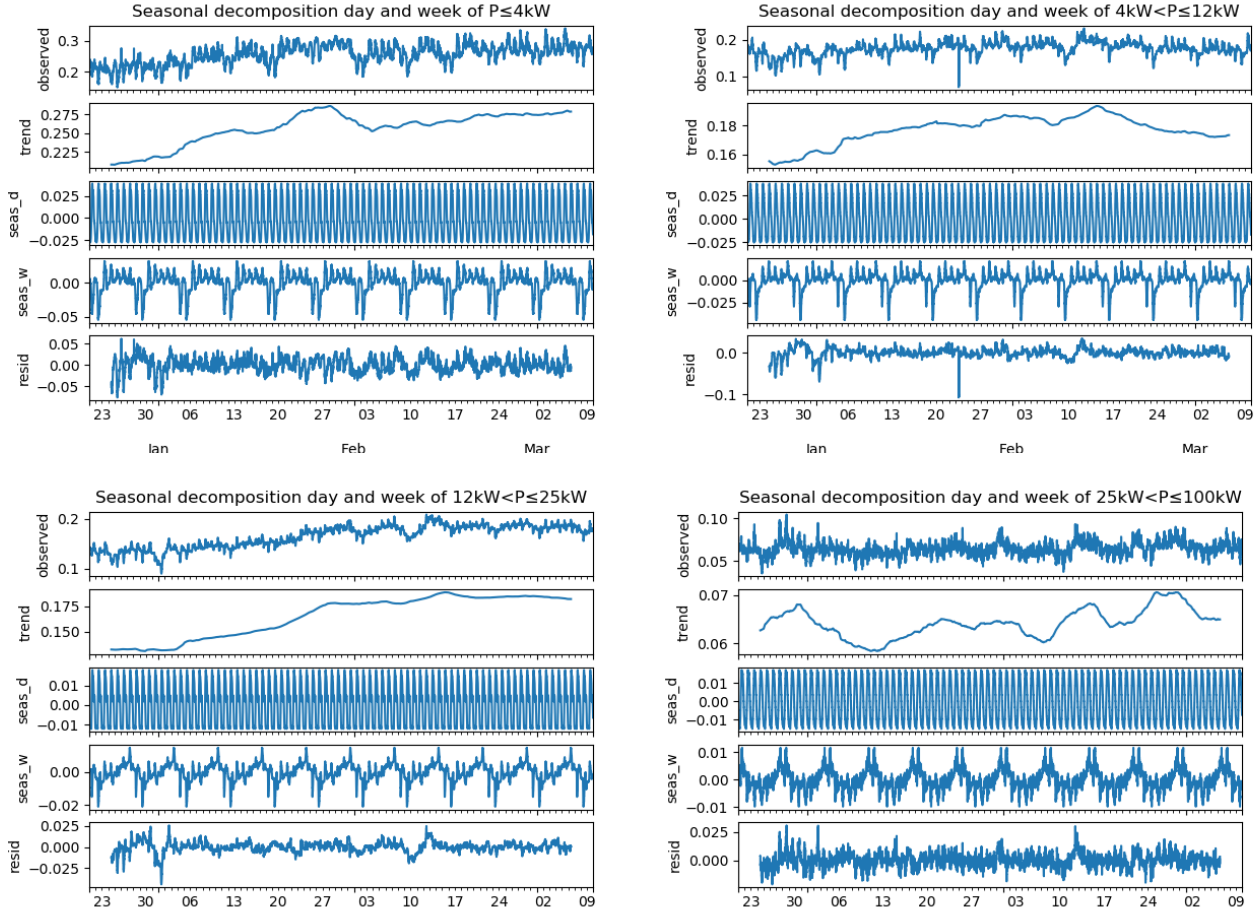 Seasonal decomposition day and week of P≤4kW
observed
0.3
0.2
trend
0.275
0.250
0.225
seas_d
0.025
0.000
−0.025
seas_w
0.00
−0.05
resid
0.05
0.00
−0.05
23 30 06 13 20 27 03 10 17 24 02 09
Jan Feb Mar
Seasonal decomposition day and week of 4kW<P≤12kW
observed
0.2
0.1
trend
0.18
0.16
seas_d
0.025
0.000
−0.025
seas_w
0.000
−0.025
resid
0.0
−0.1
23 30 06 13 20 27 03 10 17 24 02 09
Jan Feb Mar
Seasonal decomposition day and week of 12kW<P≤25kW
observed
0.2
0.1
trend
0.175
0.150
seas_d
0.01
0.00
−0.01
seas_w
0.00
−0.02
resid
0.025
0.000
−0.025
23 30 06 13 20 27 03 10 17 24 02 09
Seasonal decomposition day and week of 25kW<P≤100kW
observed
0.10
0.05
trend
0.07
0.06
seas_d
0.01
0.00
−0.01
seas_w
0.01
0.00
−0.01
resid
0.025
0.000
23 30 06 13 20 27 03 10 17 24 02 09